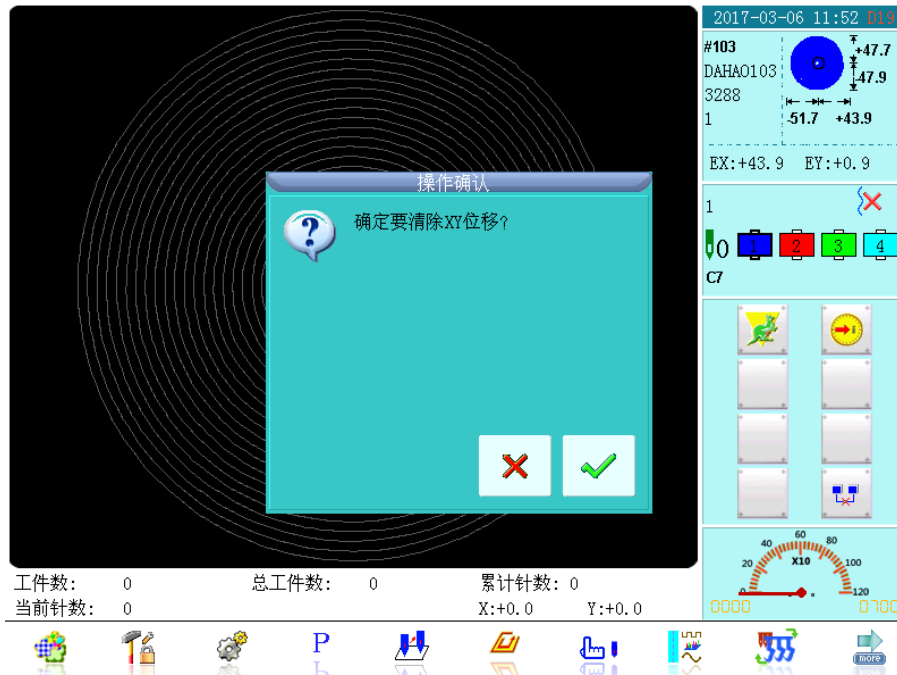 2017-03-06 11:52 D19
#103
DAHAO103
3288
1
+47.7
-47.9
-51.7 +43.9
EX:+43.9 EY:+0.9
操作确认
确定要清除XY位移?
1
0 1 2 3 4
C7
0 20 40 60 80 100 120
X10
0000 0700
工件数: 0 总工件数: 0 累计针数: 0
当前针数: 0 X:+0.0 Y:+0.0
P
more